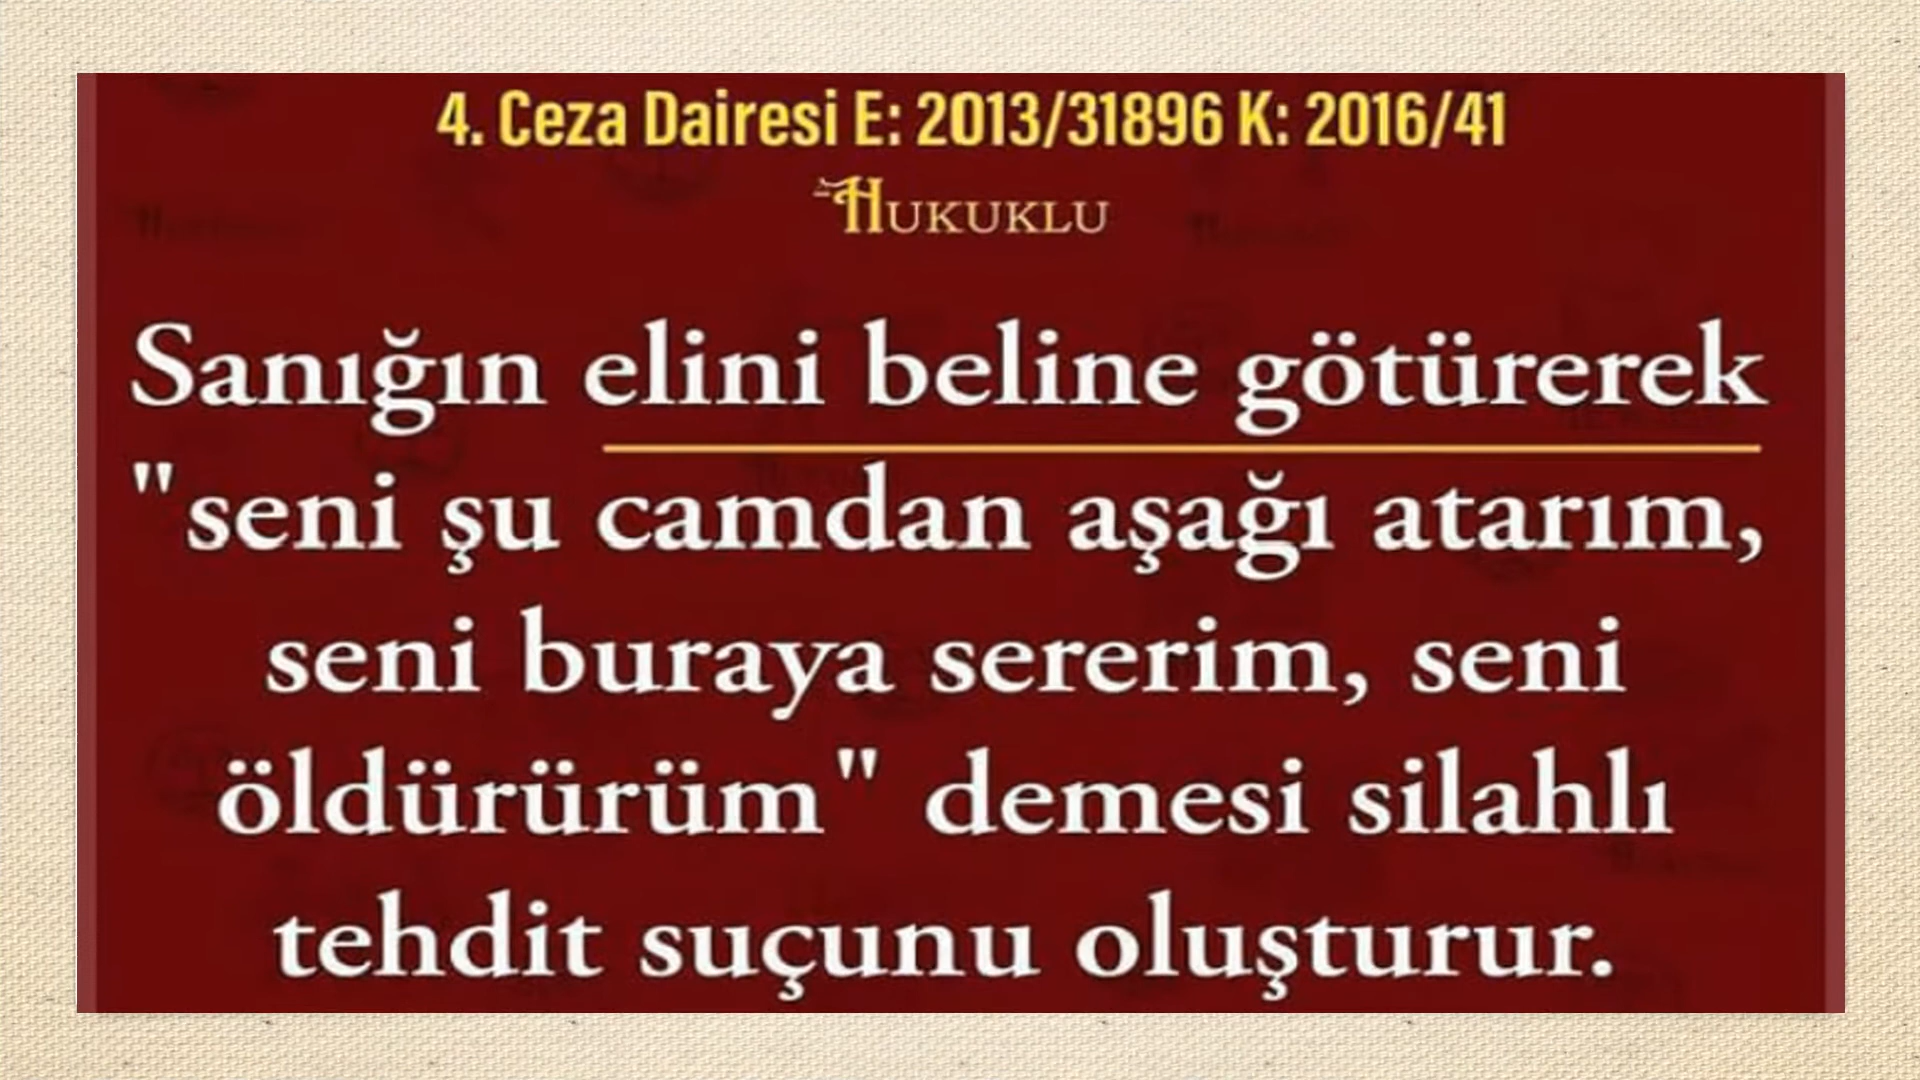 4. Ceza Dairesi E: 2013/31896 K: 2016/41
HUKUKLU
Sanığın elini beline götürerek
"seni şu camdan aşağı atarım,
seni buraya sererim, seni
öldürürüm" demesi silahlı
tehdit suçunu oluşturur.